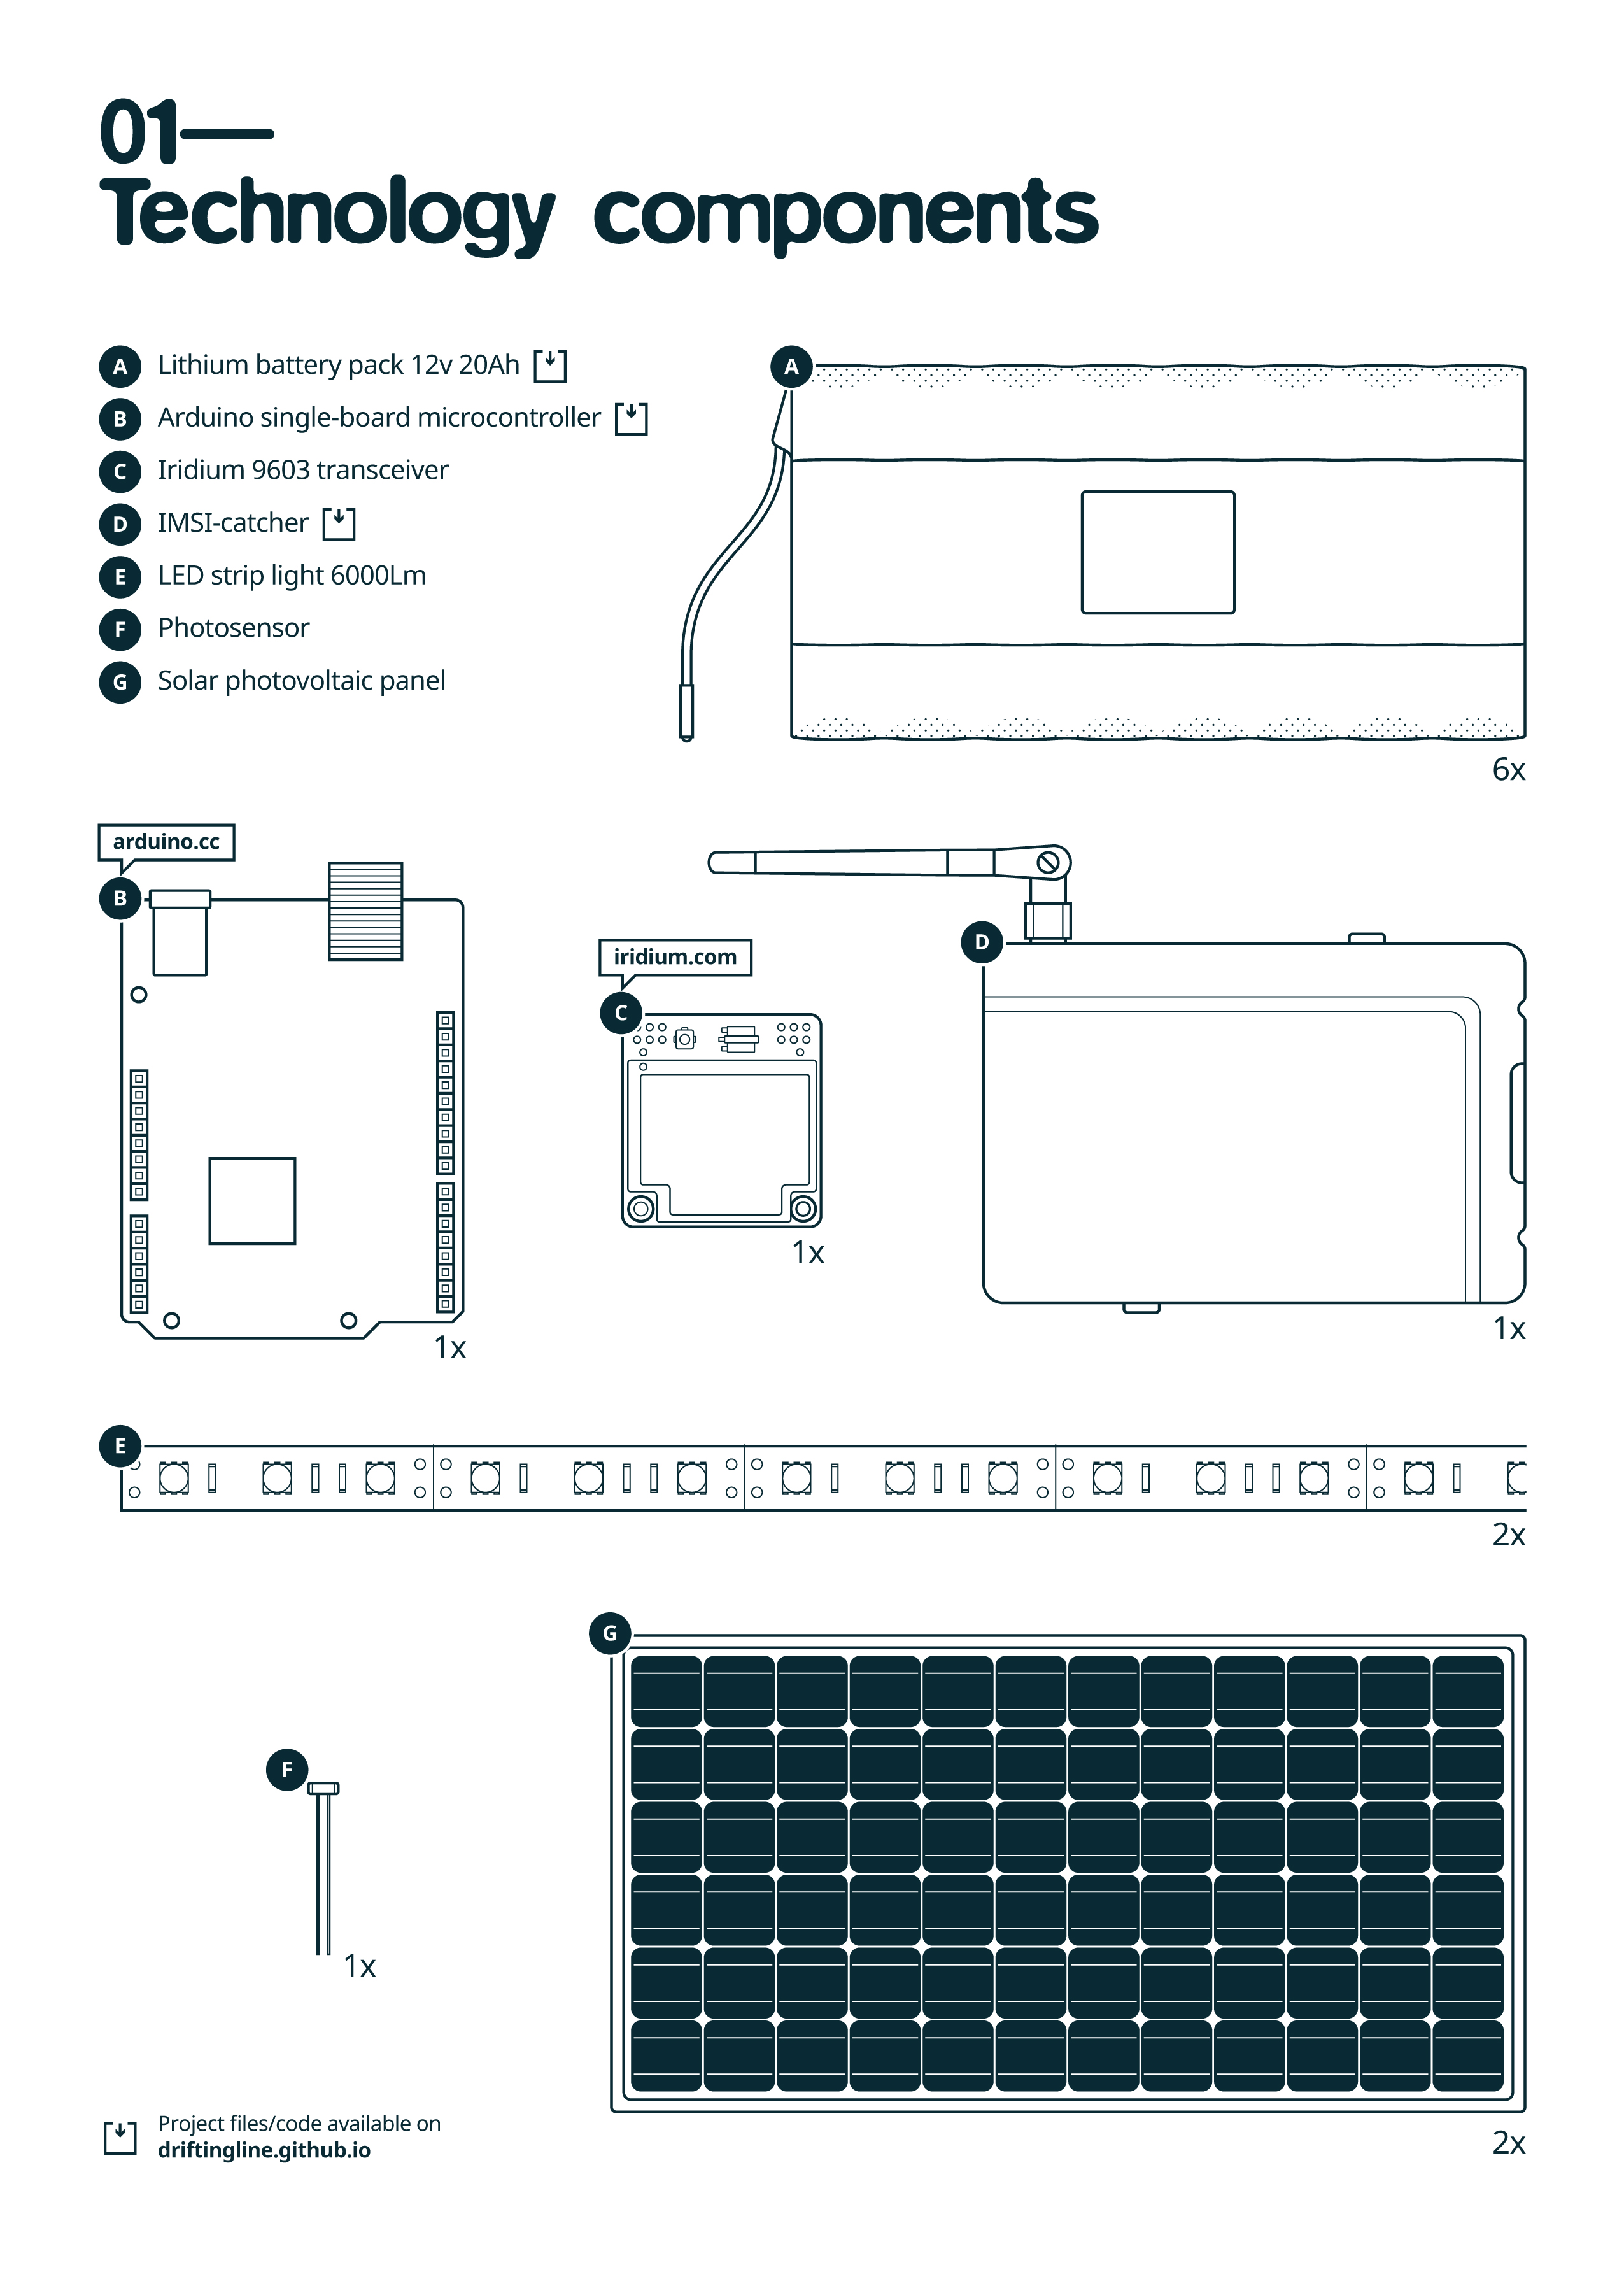 01—
Technology components
A Lithium battery pack 12v 20Ah
B Arduino single-board microcontroller
C Iridium 9603 transceiver
D IMSI-catcher
E LED strip light 6000Lm
F Photosensor
G Solar photovoltaic panel
A
6x
arduino.cc
B
1x
iridium.com
C
1x
D
1x
E
2x
F
1x
G
2x
Project files/code available on
driftingline.github.io